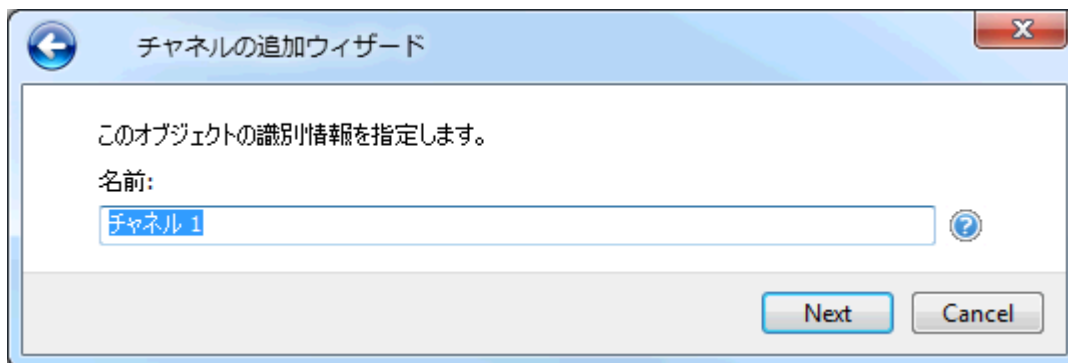 チャネルの追加ウィザード
このオブジェクトの識別情報を指定します。
名前:
チャネル 1
Next Cancel